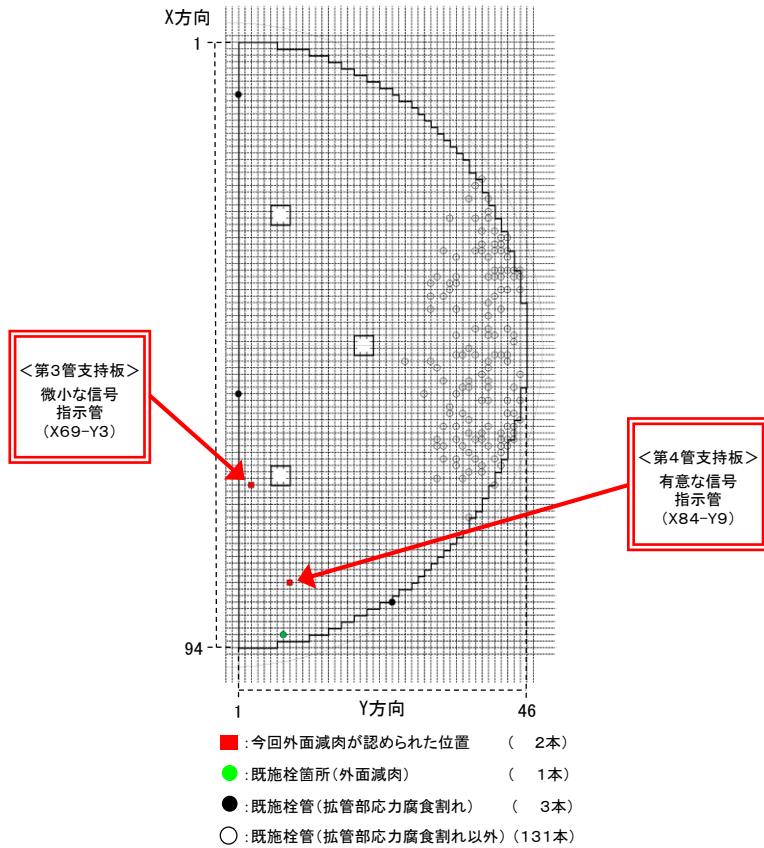 X方向
1
＜第3管支持板＞
微小な信号
指示管
（X69-Y3）
＜第4管支持板＞
有意な信号
指示管
（X84-Y9）
94
1
Y方向
46
：今回外面減肉が認められた位置 （ 2本）
：既施栓箇所（外面減肉） （ 1本）
：既施栓管（拡管部応力腐食割れ） （ 3本）
：既施栓管（拡管部応力腐食割れ以外）（131本）